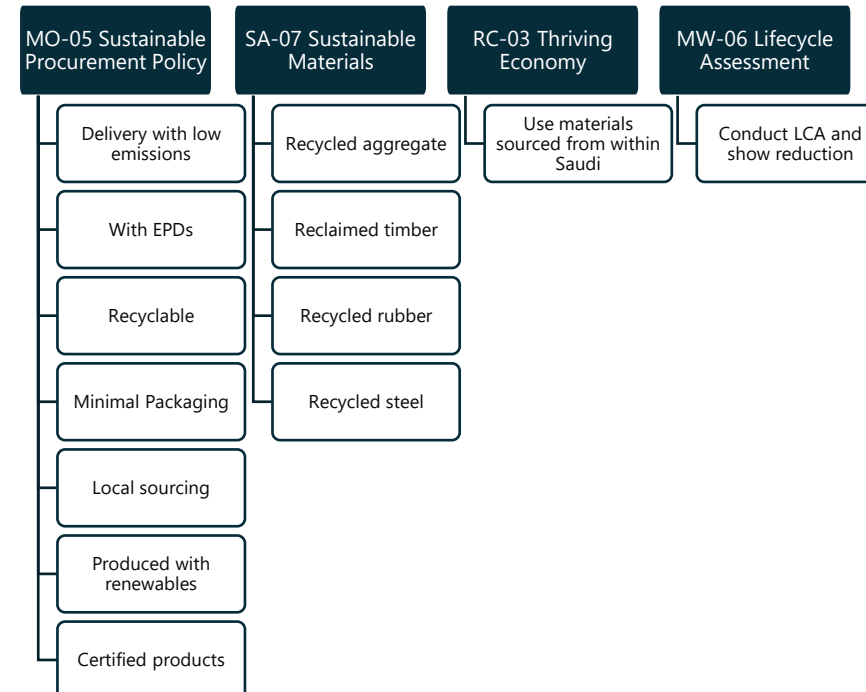 MO-05 Sustainable
Procurement Policy
Delivery with low
emissions
With EPDs
Recyclable
Minimal Packaging
Local sourcing
Produced with
renewables
Certified products
SA-07 Sustainable
Materials
Recycled aggregate
Reclaimed timber
Recycled rubber
Recycled steel
RC-03 Thriving
Economy
Use materials
sourced from within
Saudi
MW-06 Lifecycle
Assessment
Conduct LCA and
show reduction